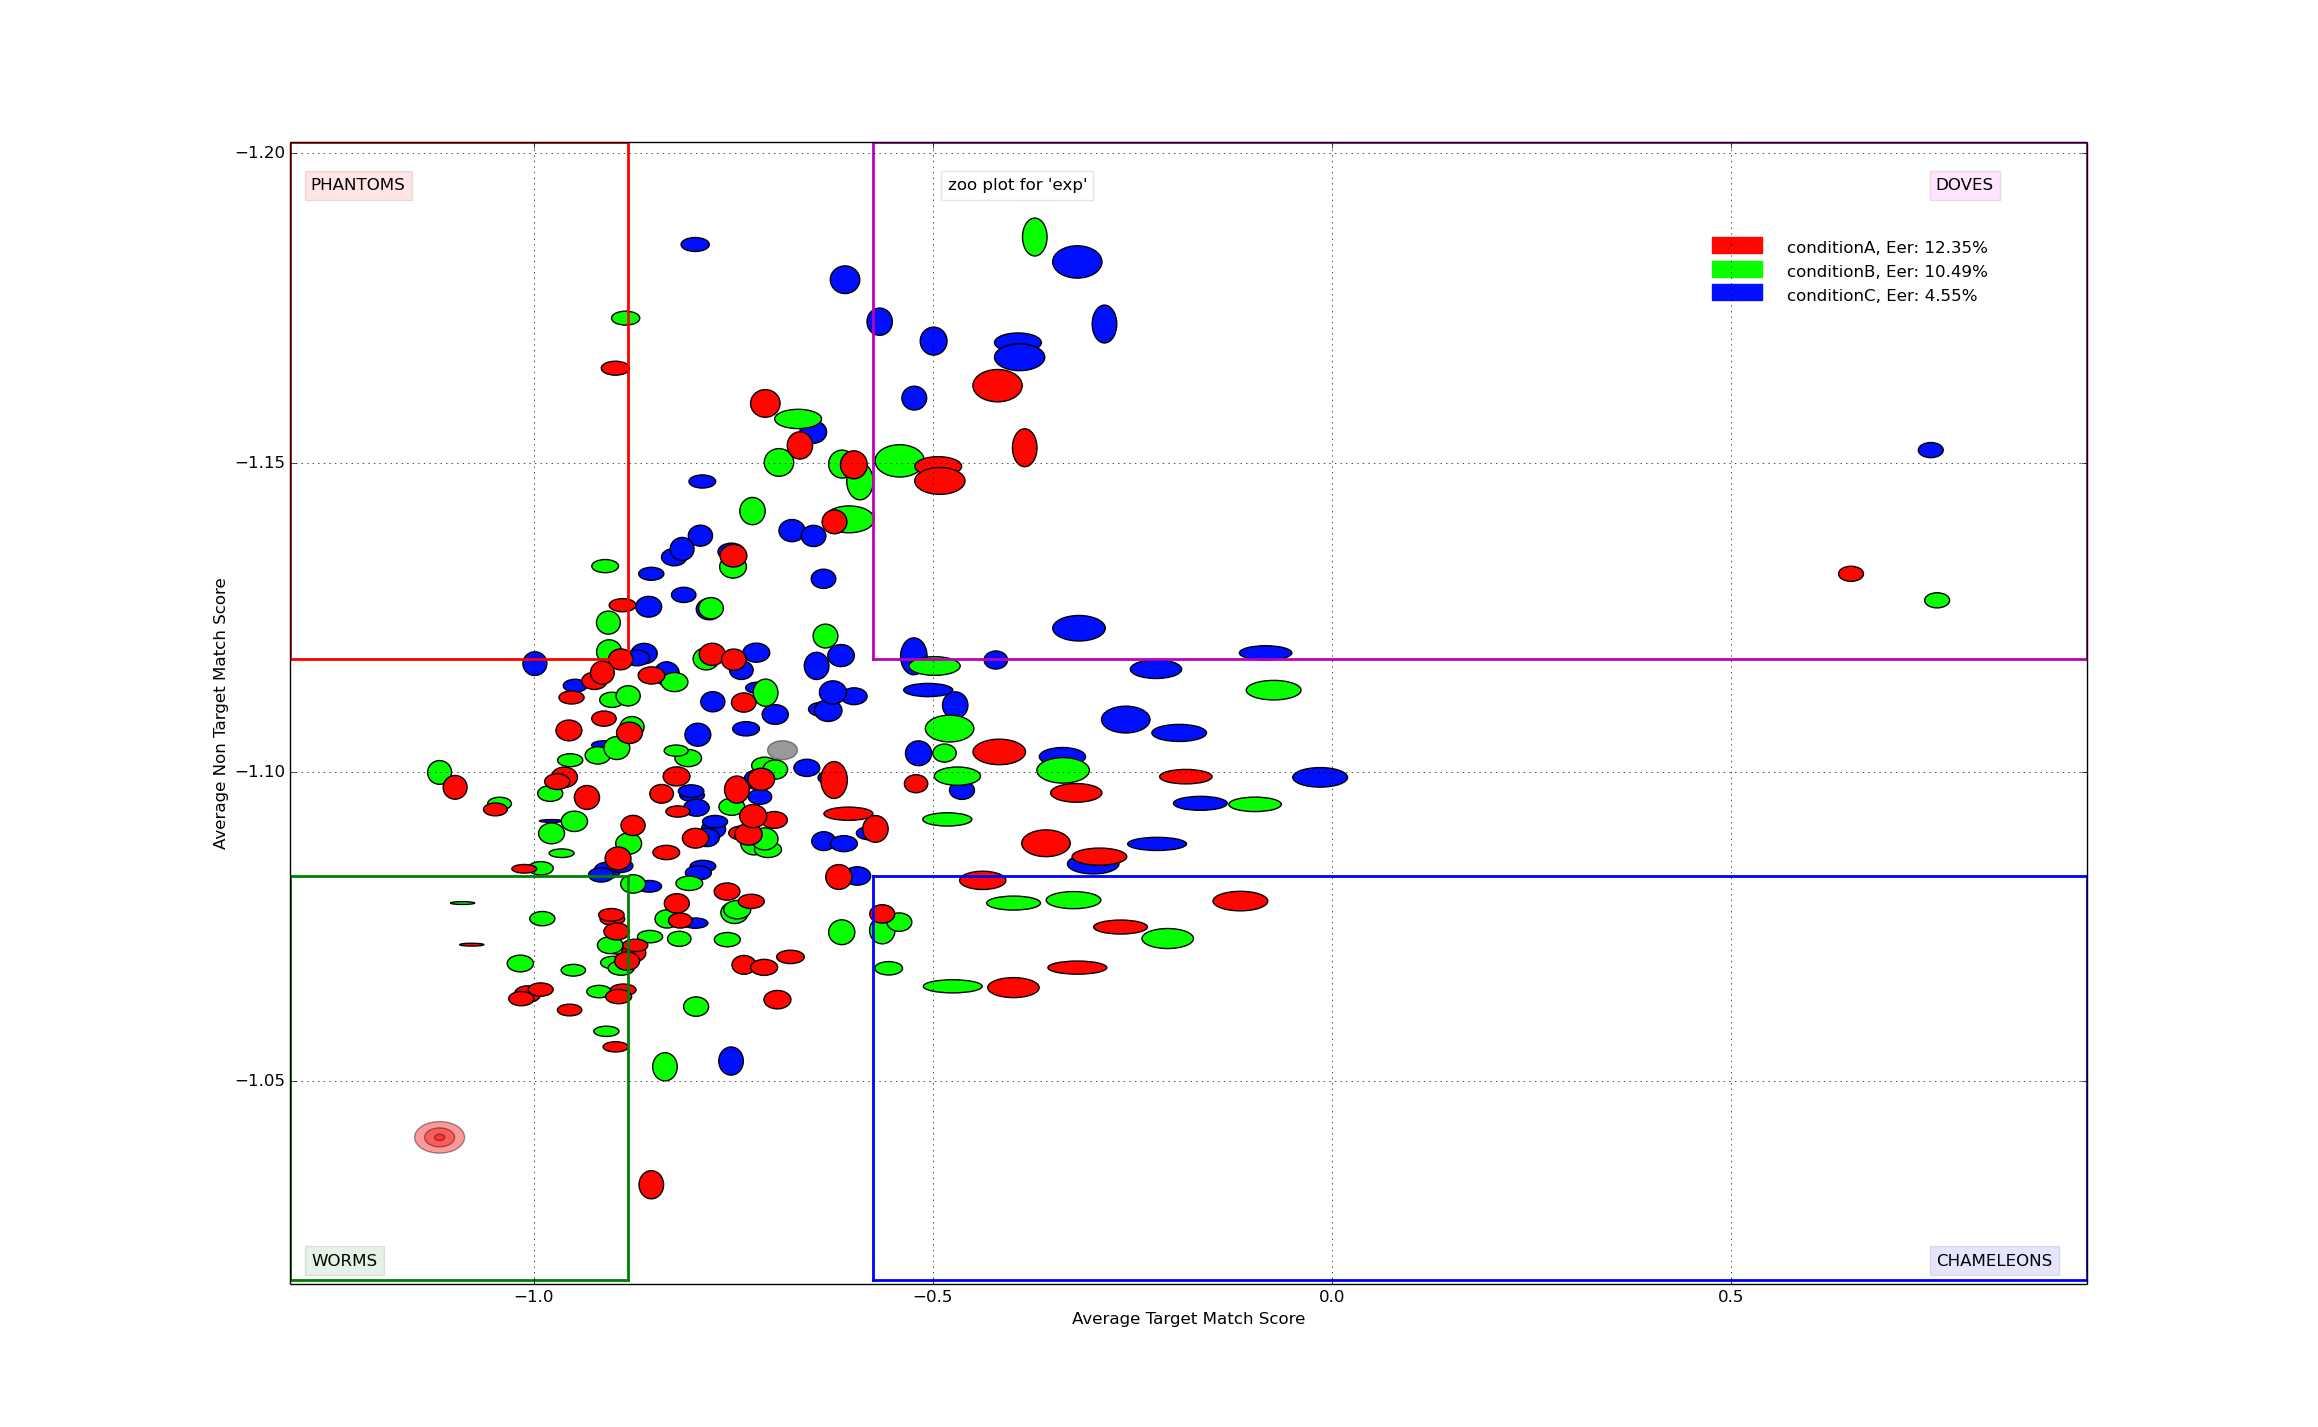 −1.20
PHANTOMS
zoo plot for 'exp'
DOVES
conditionA, Eer: 12.35%
conditionB, Eer: 10.49%
conditionC, Eer: 4.55%
−1.15
Average Non Target Match Score
−1.10
−1.05
WORMS
CHAMELEONS
−1.0
−0.5
0.0
0.5
Average Target Match Score